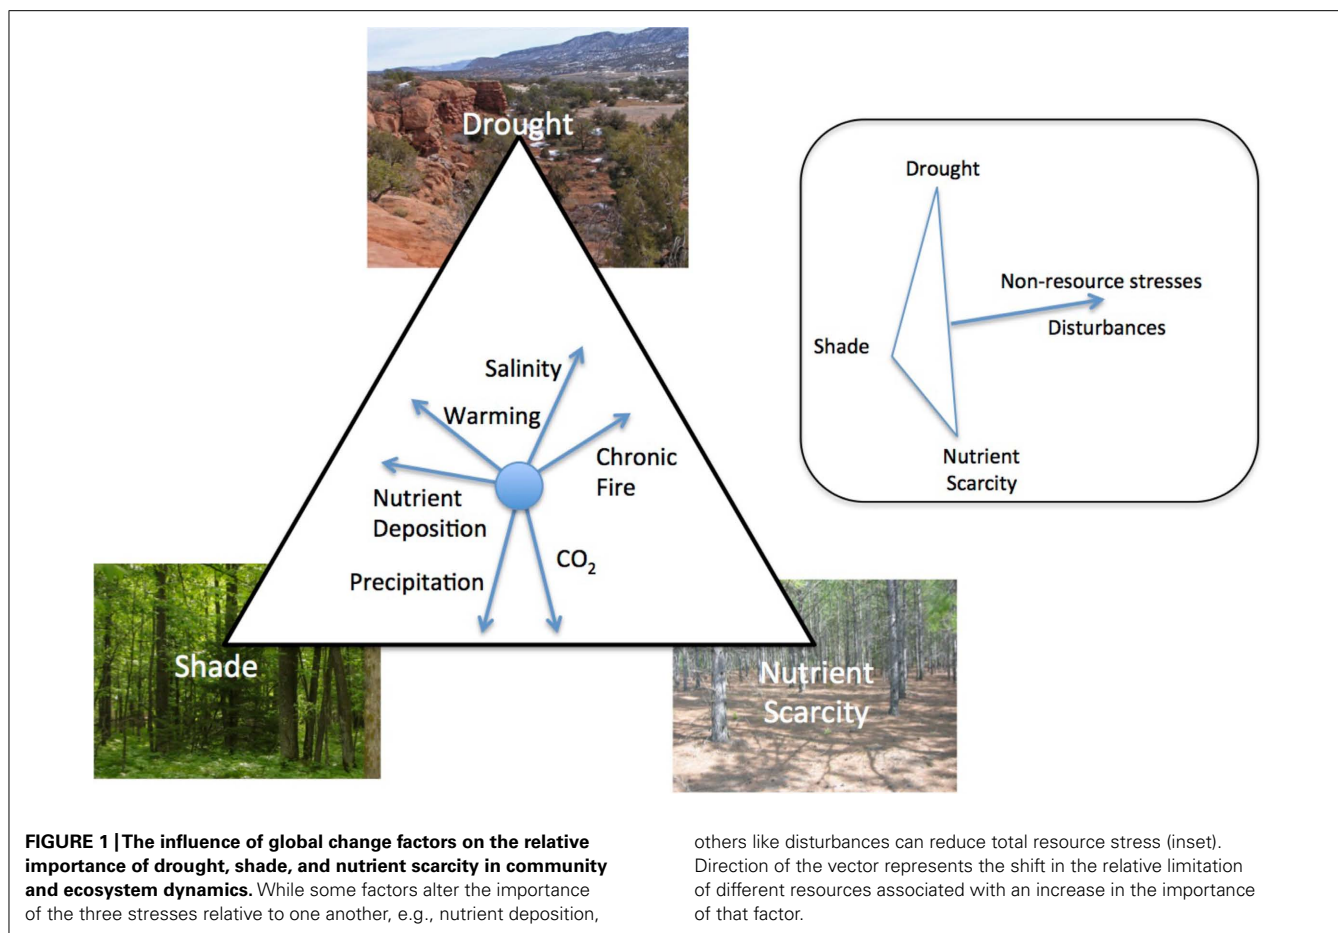 Drought
Salinity
Warming
Chronic
Fire
Nutrient
Deposition
CO₂
Precipitation
Shade
Nutrient
Scarcity
Drought
Non-resource stresses
Disturbances
Shade
Nutrient
Scarcity
FIGURE 1 | The influence of global change factors on the relative
importance of drought, shade, and nutrient scarcity in community
and ecosystem dynamics. While some factors alter the importance
of the three stresses relative to one another, e.g., nutrient deposition,
others like disturbances can reduce total resource stress (inset).
Direction of the vector represents the shift in the relative limitation
of different resources associated with an increase in the importance
of that factor.